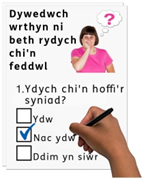 Dywedwch
wrthyn ni
beth rydych
chi'n
feddwl
?
1.Ydych chi'n hoffi'r
syniad?
Ydw
Nac ydw
Ddim yn siwr